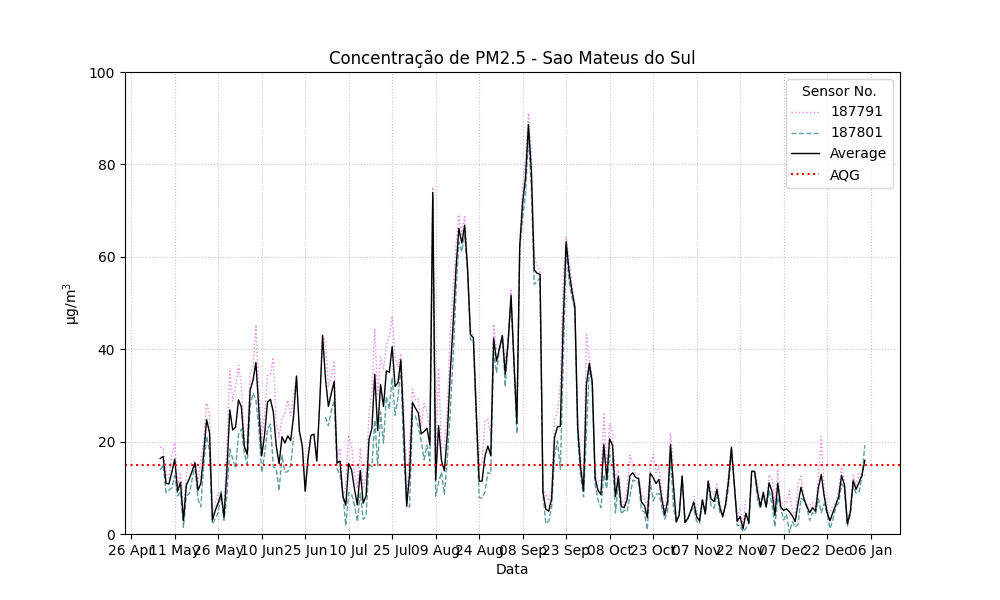 Concentração de PM2.5 - Sao Mateus do Sul
100
80
60
40
20
0
µg/m³
Sensor No.
187791
187801
Average
AQG
26 Apr 11 May 26 May 10 Jun 25 Jun 10 Jul 25 Jul 09 Aug 24 Aug 08 Sep 23 Sep 08 Oct 23 Oct 07 Nov 22 Nov 07 Dec 22 Dec 06 Jan
Data